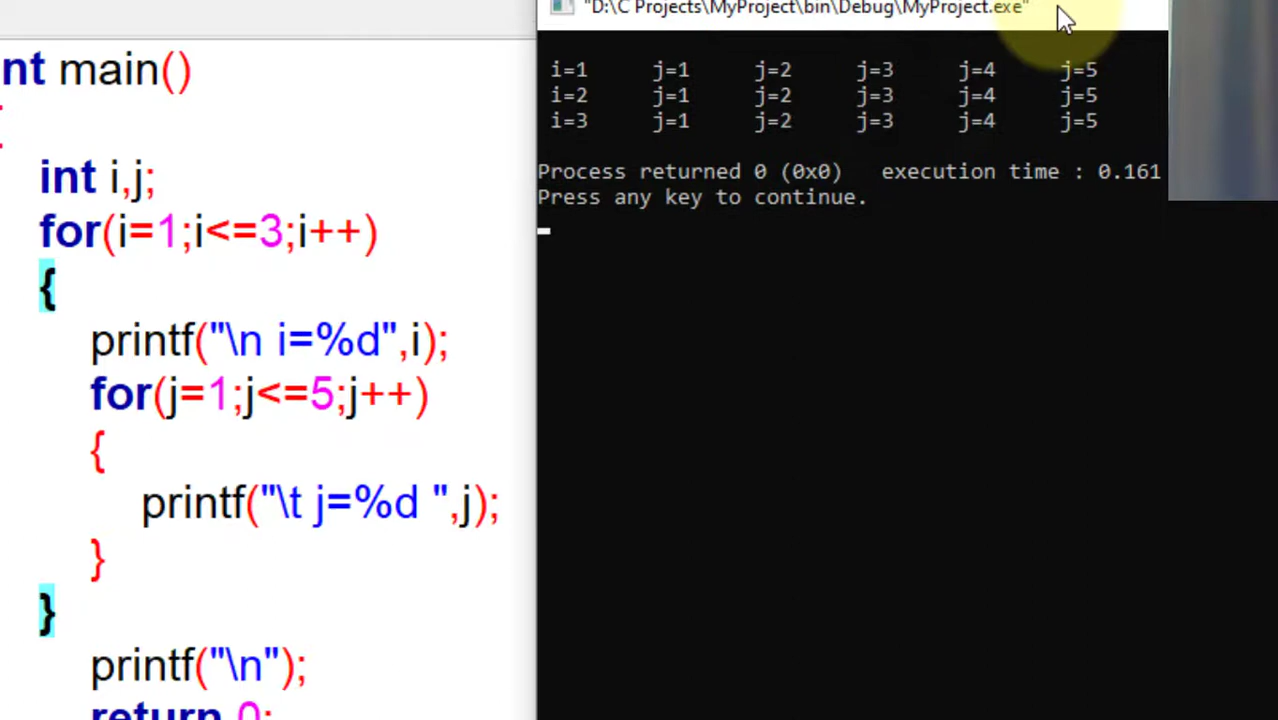 nt main()
int i,j;
for(i=1;i<=3;i++)
{
printf("\n i=%d",i);
for(j=1;j<=5;j++)
{
printf("\t j=%d ",j);
}
}
printf("\n");
return 0;
"D:\C Projects\MyProject\bin\Debug\MyProject.exe"
i=1 j=1 j=2 j=3 j=4 j=5
i=2 j=1 j=2 j=3 j=4 j=5
i=3 j=1 j=2 j=3 j=4 j=5
Process returned 0 (0x0) execution time : 0.161
Press any key to continue.